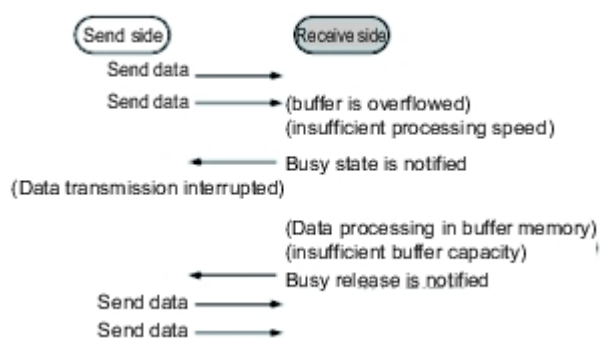 Send side Receive side
Send data
Send data (buffer is overflowed)
(insufficient processing speed)
Busy state is notified
(Data transmission interrupted)
(Data processing in buffer memory)
(insufficient buffer capacity)
Busy release is notified
Send data
Send data